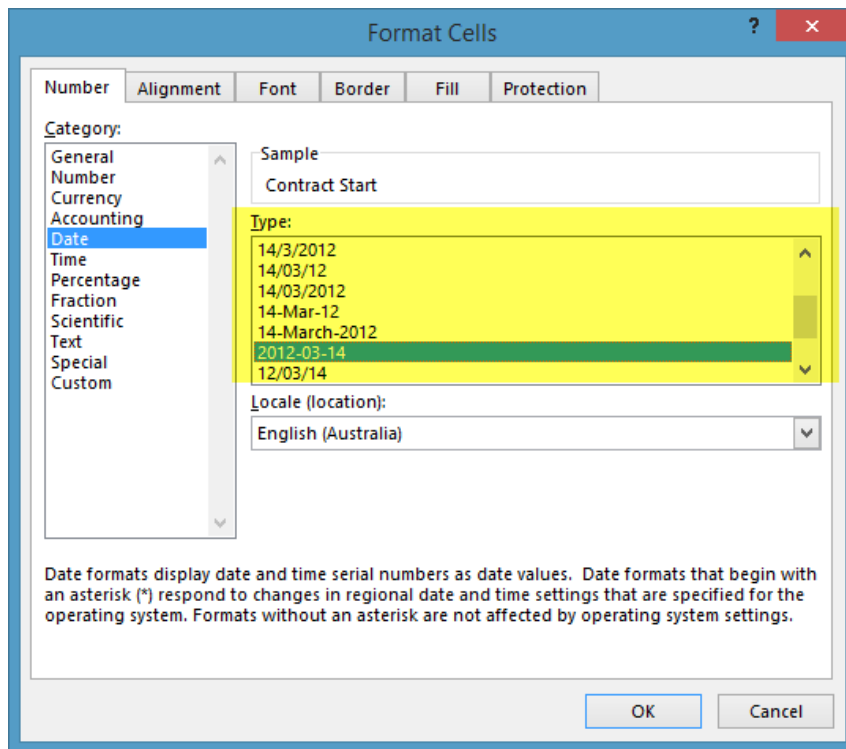 Format Cells
?
×
Number
Alignment
Font
Border
Fill
Protection
Category:
General
Number
Currency
Accounting
Date
Time
Percentage
Fraction
Scientific
Text
Special
Custom
Sample
Contract Start
Type:
14/3/2012
14/03/12
14/03/2012
14-Mar-12
14-March-2012
2012-03-14
12/03/14
Locale (location):
English (Australia)
Date formats display date and time serial numbers as date values.  Date formats that begin with
an asterisk (*) respond to changes in regional date and time settings that are specified for the
operating system. Formats without an asterisk are not affected by operating system settings.
OK
Cancel